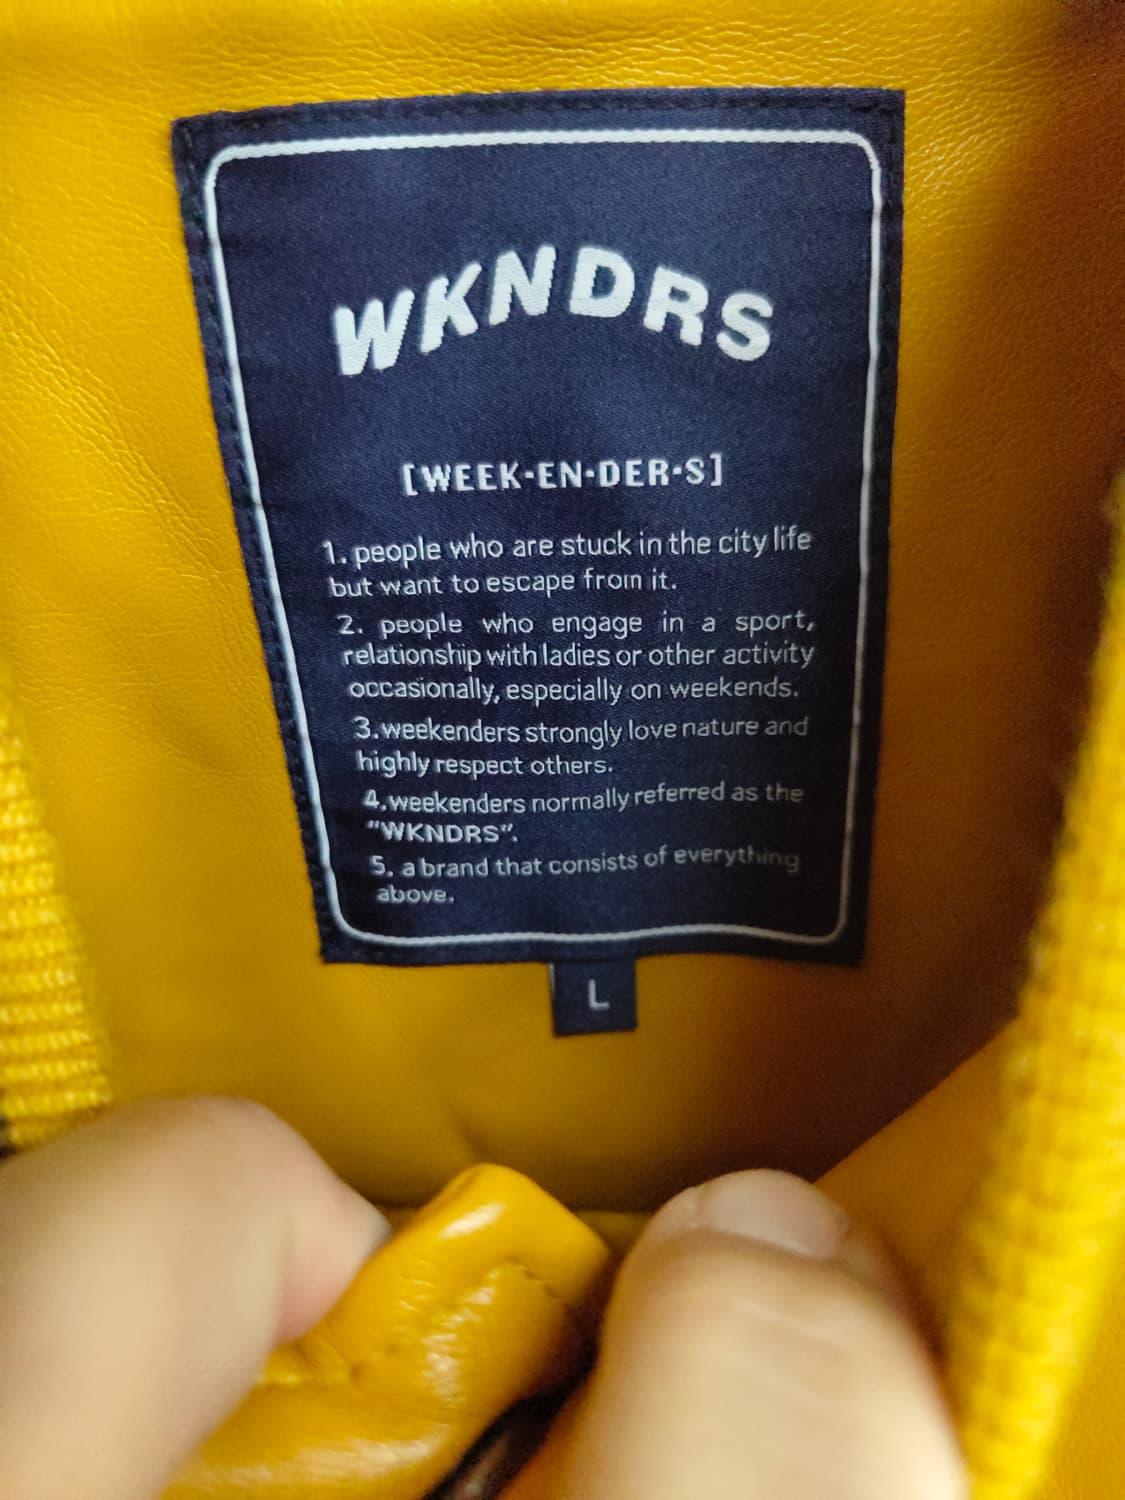 WKNDRS
[WEEK-EN-DER-S]
1. people who are stuck in the city life
but want to escape from it.
2. people who engage in a sport,
relationship with ladies or other activity
occasionally, especially on weekends.
3.weekenders strongly love nature and
highly respect others.
4.weekenders normally referred as the
"WKNDRS".
5. a brand that consists of everything
above.
L